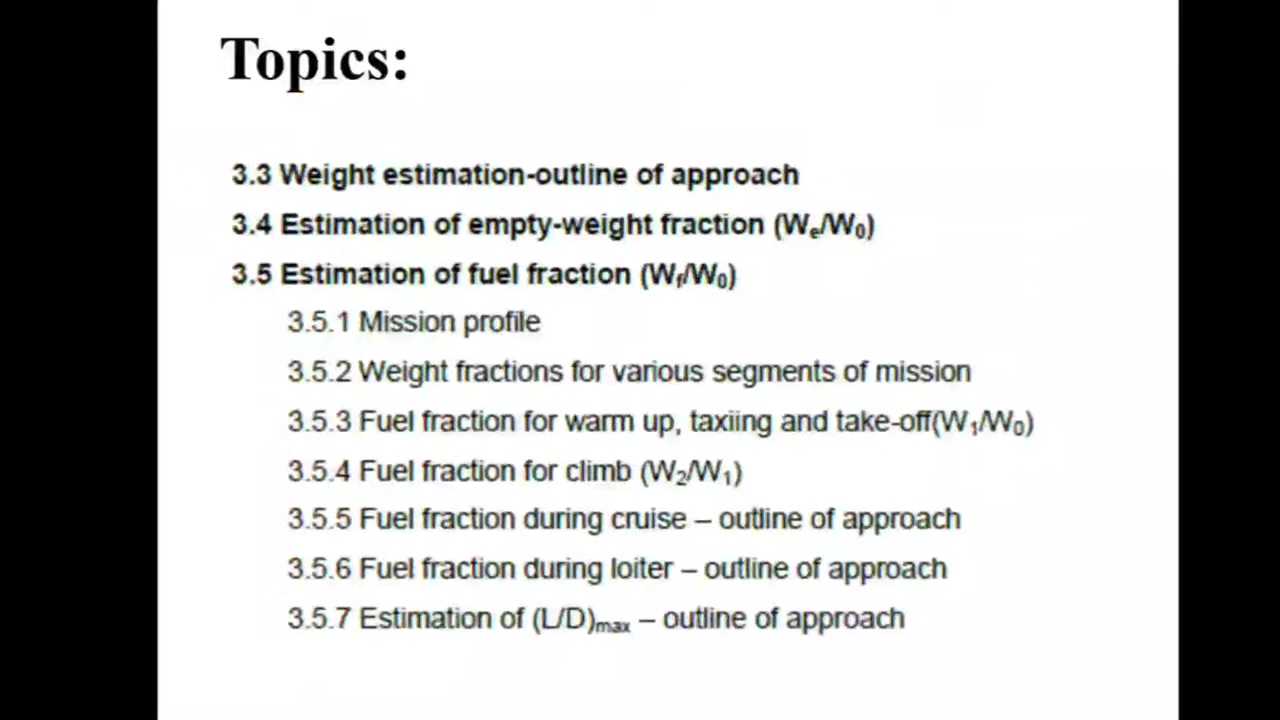 Topics:
3.3 Weight estimation-outline of approach
3.4 Estimation of empty-weight fraction (We/W0)
3.5 Estimation of fuel fraction (Wf/W0)
3.5.1 Mission profile
3.5.2 Weight fractions for various segments of mission
3.5.3 Fuel fraction for warm up, taxiing and take-off(W1/W0)
3.5.4 Fuel fraction for climb (W2/W1)
3.5.5 Fuel fraction during cruise – outline of approach
3.5.6 Fuel fraction during loiter – outline of approach
3.5.7 Estimation of (L/D)max – outline of approach